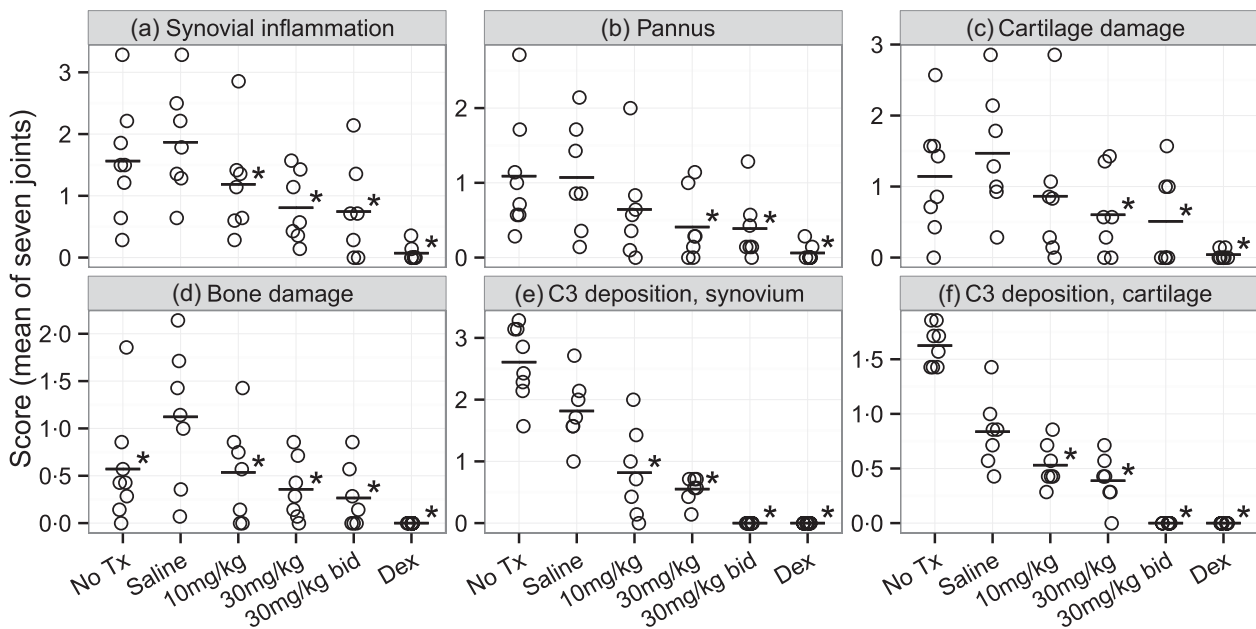 (a) Synovial inflammation
(b) Pannus
(c) Cartilage damage
Score (mean of seven joints)
3
2
1
0
*
*
*
*
2
1
0
*
*
*
3
2
1
0
*
*
*
(d) Bone damage
(e) C3 deposition, synovium
(f) C3 deposition, cartilage
2·0
1·5
1·0
0·5
0·0
*
*
*
*
*
3
2
1
0
*
*
*
*
1·5
1·0
0·5
0·0
*
*
*
*
No Tx
Saline
10mg/kg
30mg/kg
30mg/kg bid
Dex
No Tx
Saline
10mg/kg
30mg/kg
30mg/kg bid
Dex
No Tx
Saline
10mg/kg
30mg/kg
30mg/kg bid
Dex